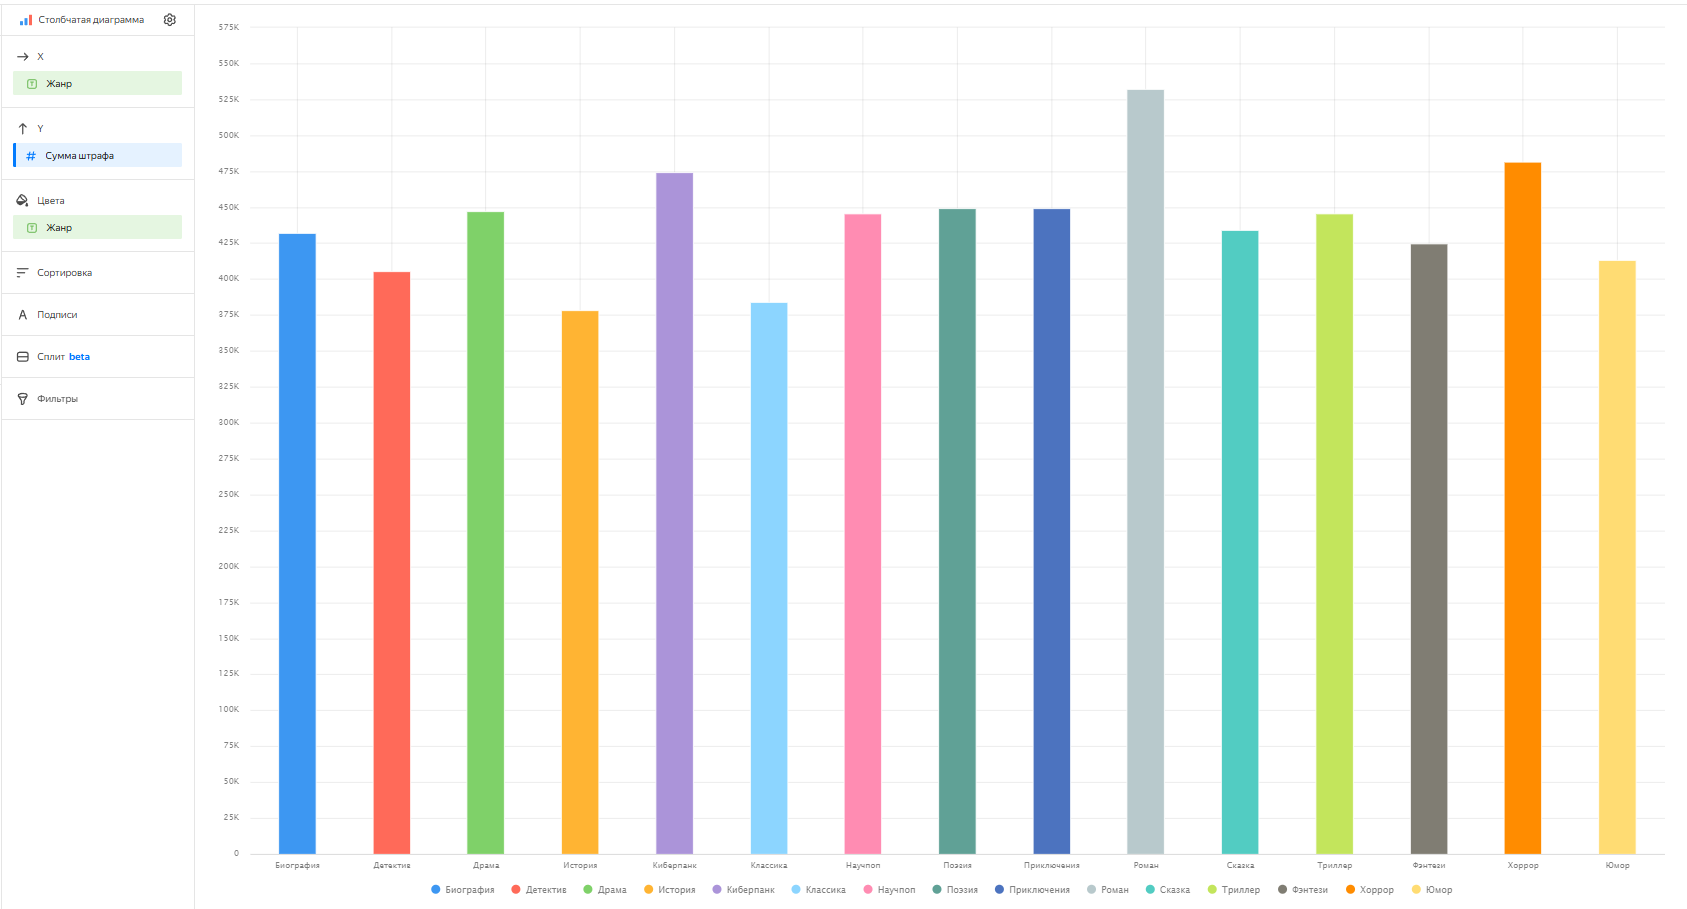 Столбчатая диаграмма
X
Жанр
Y
# Сумма штрафа
Цвета
Жанр
Сортировка
Подписи
Сплит beta
Фильтры
575K
550K
525K
500K
475K
450K
425K
400K
375K
350K
325K
300K
275K
250K
225K
200K
175K
150K
125K
100K
75K
50K
25K
0
Биография Детектив Драма История Киберпанк Классика Научпоп Поэзия Приключения Роман Сказка Триллер Фэнтези Хоррор Юмор
Биография Детектив Драма История Киберпанк Классика Научпоп Поэзия Приключения Роман Сказка Триллер Фэнтези Хоррор Юмор